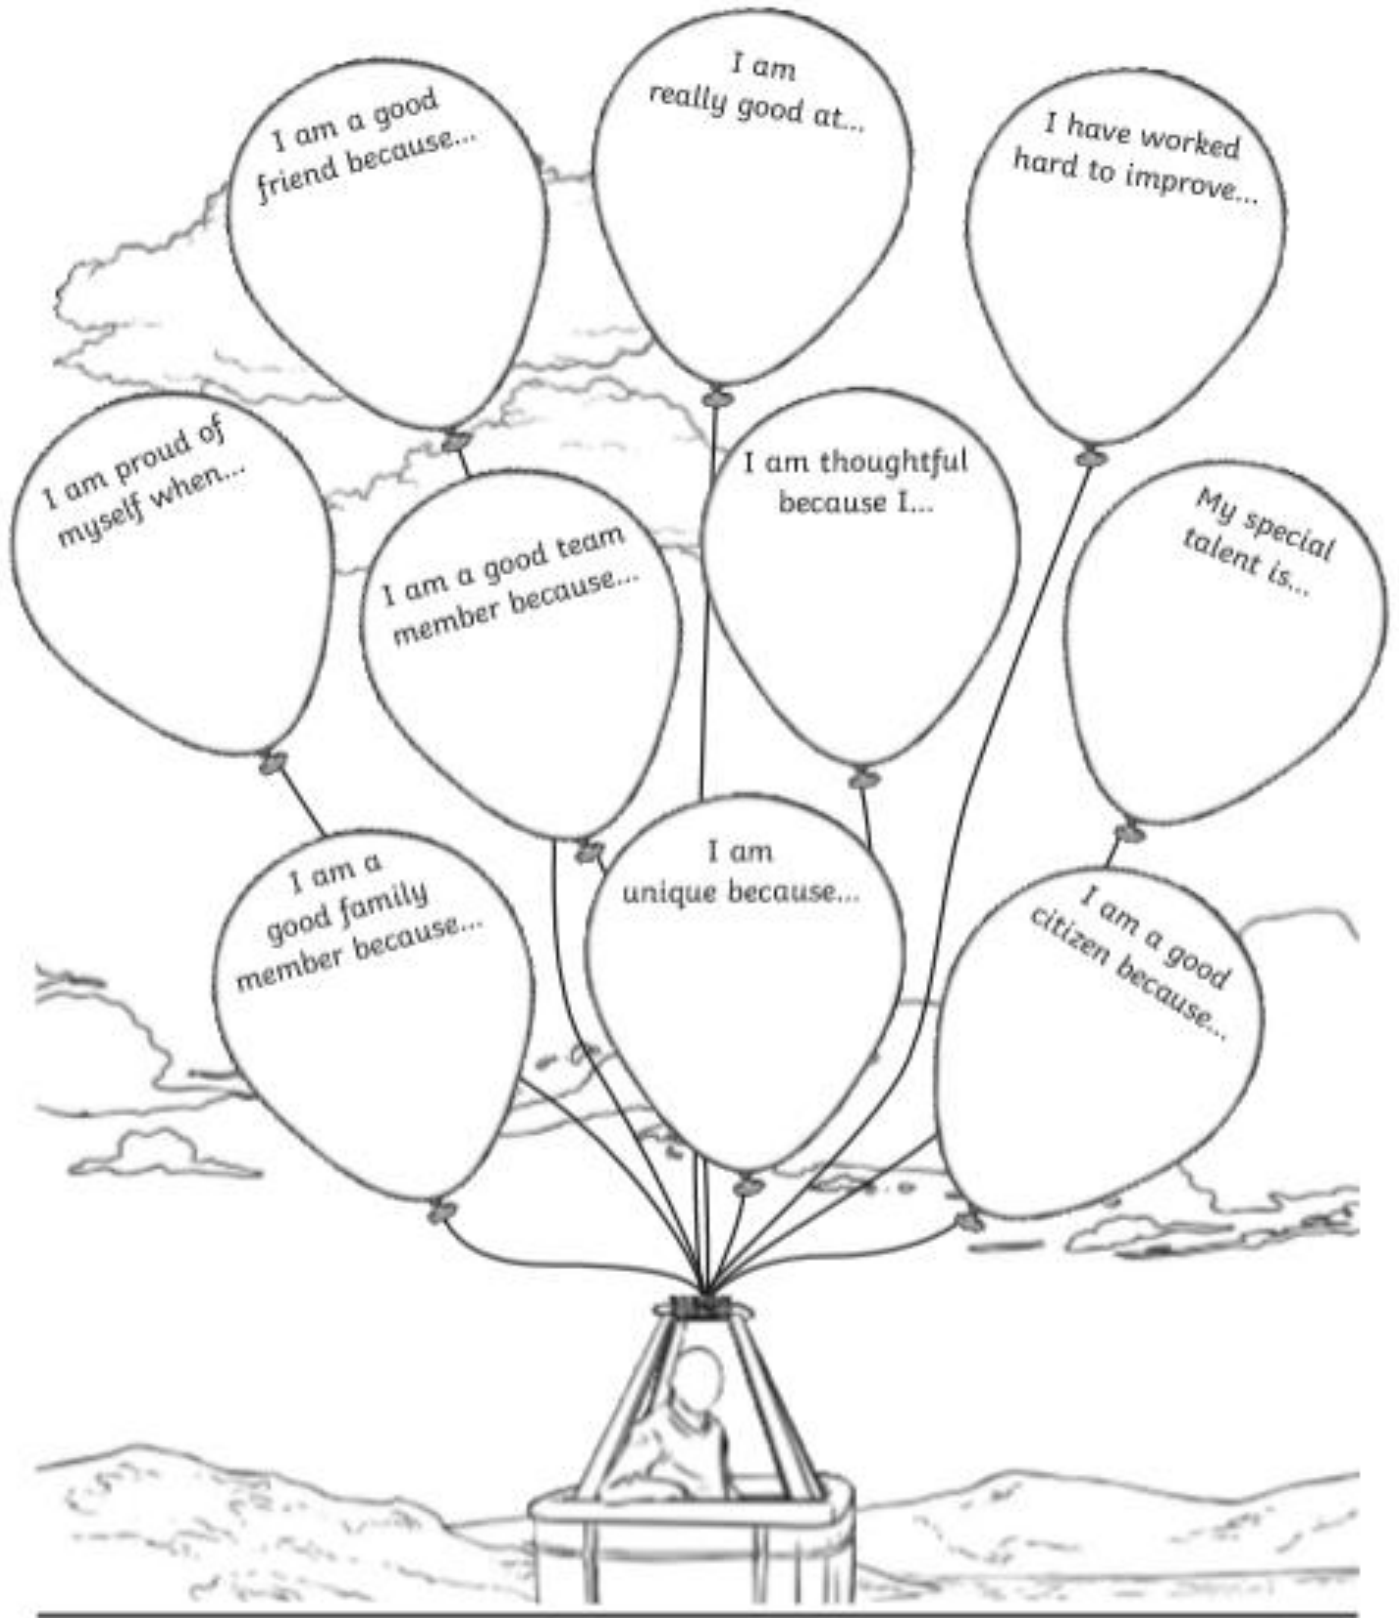 I am a good
friend because...
I am
really good at...
I have worked
hard to improve...
I am proud of
myself when...
I am a good team
member because...
I am thoughtful
because I...
My special
talent is...
I am a
good family
member because...
I am
unique because...
I am a good
citizen because...